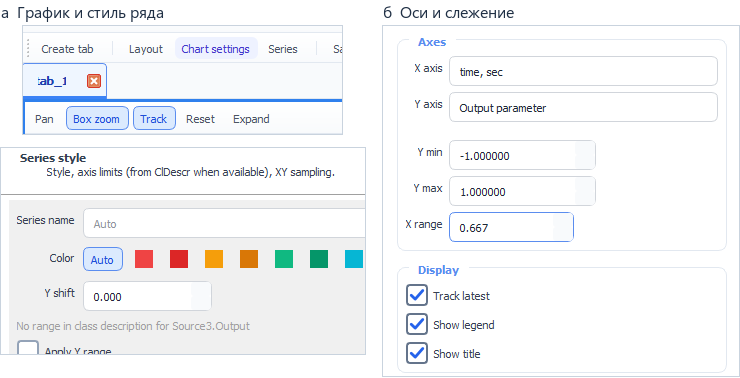 а График и стиль ряда
Create tab Layout Chart settings Series
tab_1
Pan Box zoom Track Reset Expand
Series style
Style, axis limits (from ClDescr when available), XY sampling.
Series name Auto
Color Auto
Y shift 0.000
No range in class description for Source3.Output
Apply Y range
б Оси и слежение
Axes
X axis time, sec
Y axis Output parameter
Y min -1.000000
Y max 1.000000
X range 0.667
Display
Track latest
Show legend
Show title